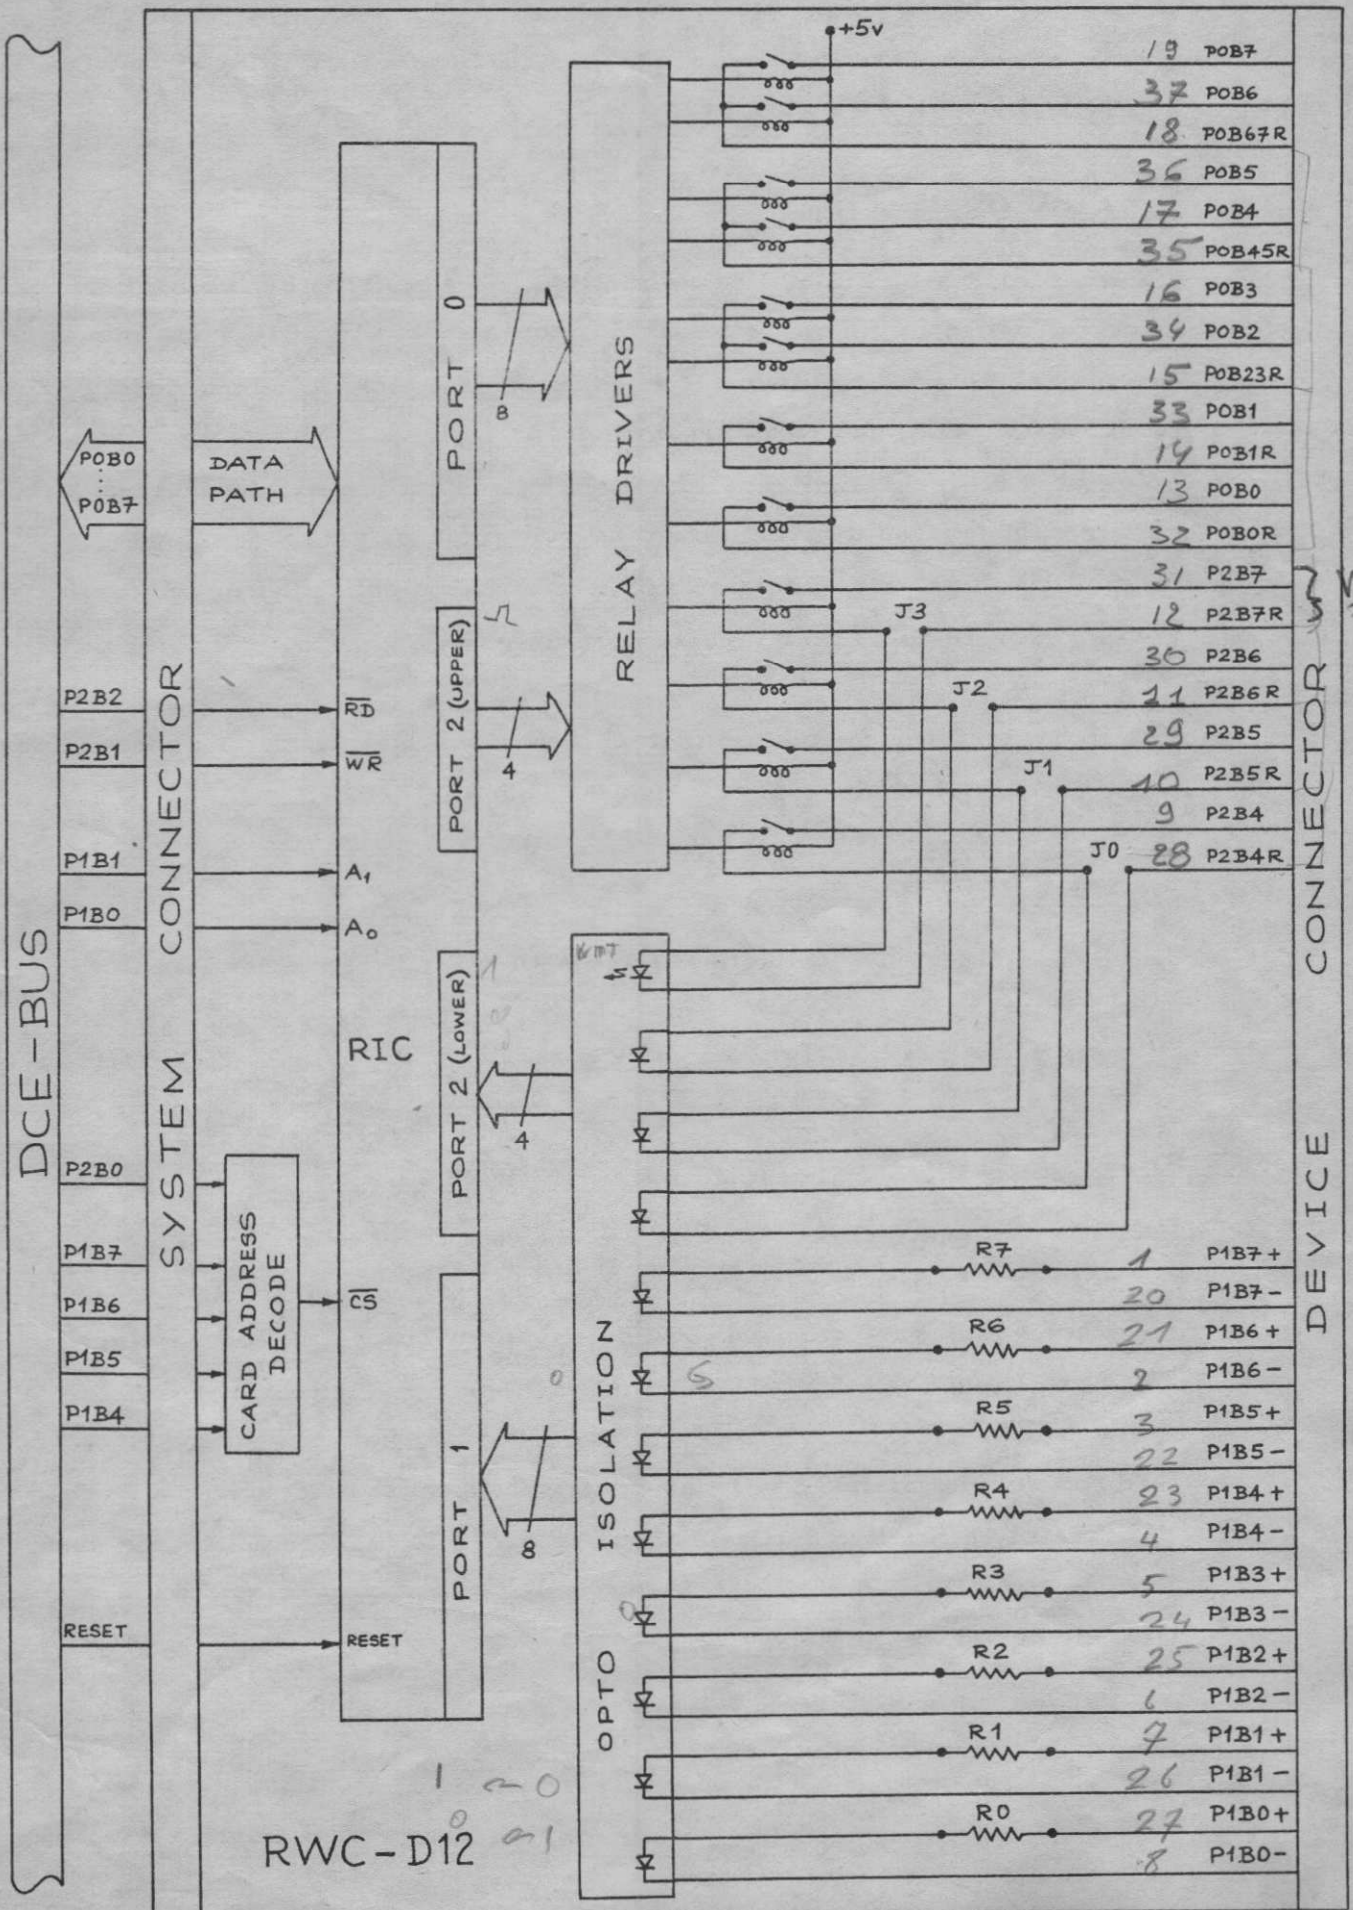 +5v
19 P0B7
37 P0B6
18 P0B67R
36 P0B5
17 P0B4
35 P0B45R
16 P0B3
34 P0B2
15 P0B23R
33 P0B1
14 P0B1R
13 P0B0
32 P0B0R
31 P2B7
12 P2B7R
30 P2B6
11 P2B6R
29 P2B5
10 P2B5R
9 P2B4
28 P2B4R
J3
J2
J1
J0
DCE-BUS
SYSTEM CONNECTOR
P0B0
....
P0B7
DATA
PATH
P2B2
P2B1
P1B1
P1B0
P2B0
P1B7
P1B6
P1B5
P1B4
RESET
CARD ADDRESS
DECODE
RD
WR
A1
A0
RIC
CS
RESET
PORT 0
8
PORT 2 (UPPER)
4
PORT 2 (LOWER)
4
PORT 1
8
RELAY DRIVERS
OPTO ISOLATION
DEVICE CONNECTOR
R7 1 P1B7+
20 P1B7-
R6 21 P1B6+
2 P1B6-
R5 3 P1B5+
22 P1B5-
R4 23 P1B4+
4 P1B4-
R3 5 P1B3+
24 P1B3-
R2 25 P1B2+
6 P1B2-
R1 7 P1B1+
26 P1B1-
R0 27 P1B0+
8 P1B0-
RWC-D12